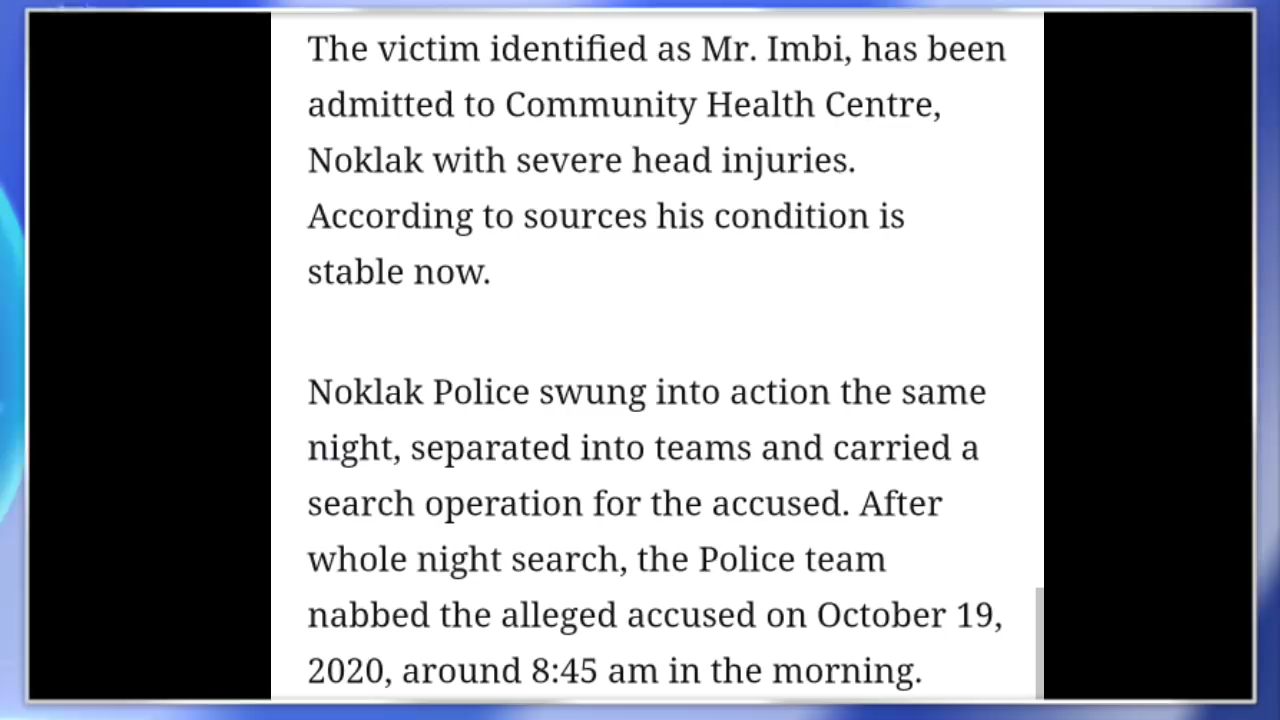 The victim identified as Mr. Imbi, has been
admitted to Community Health Centre,
Noklak with severe head injuries.
According to sources his condition is
stable now.
Noklak Police swung into action the same
night, separated into teams and carried a
search operation for the accused. After
whole night search, the Police team
nabbed the alleged accused on October 19,
2020, around 8:45 am in the morning.